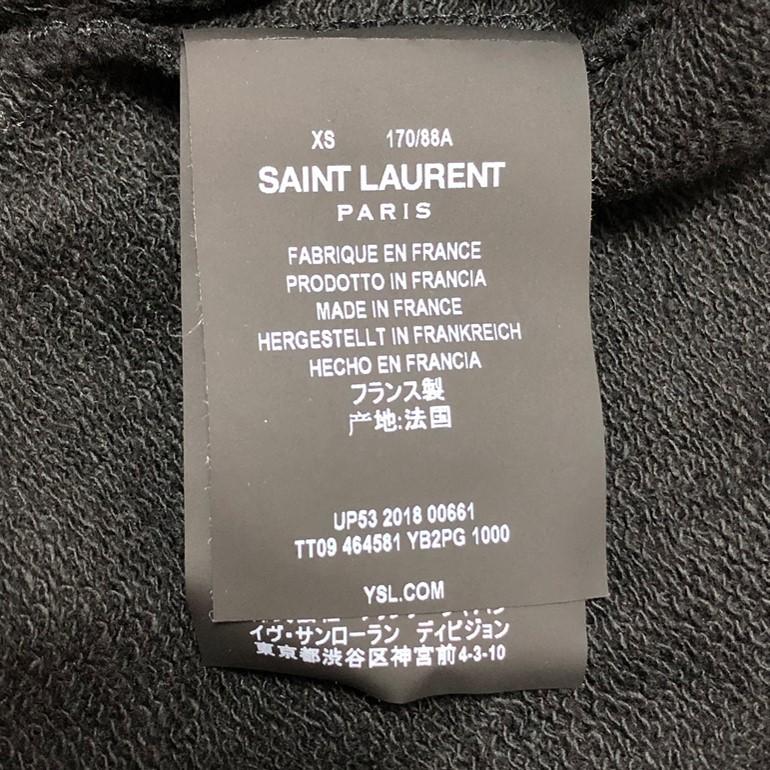 XS 170/88A
SAINT LAURENT
PARIS
FABRIQUE EN FRANCE
PRODOTTO IN FRANCIA
MADE IN FRANCE
HERGESTELLT IN FRANKREICH
HECHO EN FRANCIA
フランス製
产地:法国
UP53 2018 00661
TT09 464581 YB2PG 1000
YSL.COM
イヴ・サンローラン ディビジョン
東京都渋谷区神宮前4-3-10